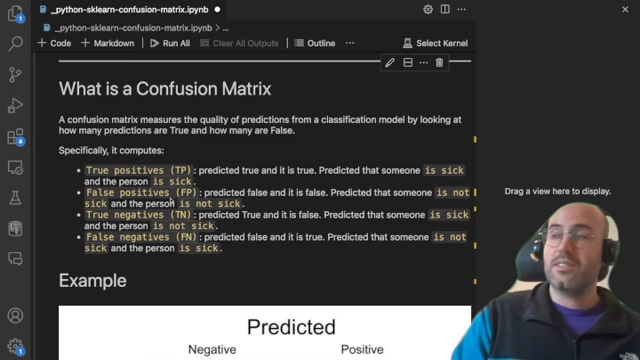 _python-sklearn-confusion-matrix.ipynb
_python-sklearn-confusion-matrix.ipynb > ...
+ Code + Markdown Run All Clear All Outputs Outline ... Select Kernel
What is a Confusion Matrix
A confusion matrix measures the quality of predictions from a classification model by looking at
how many predictions are True and how many are False.
Specifically, it computes:
• True positives (TP): predicted true and it is true. Predicted that someone is sick
and the person is sick.
• False positives (FP): predicted false and it is false. Predicted that someone is not
sick and the person is not sick.
• True negatives (TN): predicted True and it is false. Predicted that someone is sick
and the person is not sick.
• False negatives (FN): predicted false and it is true. Predicted that someone is not
sick and the person is sick.
Example
Predicted
Negative Positive
Drag a view here to display.